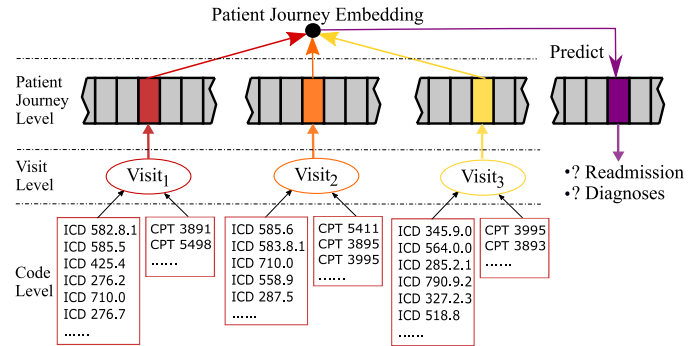 Patient Journey Embedding
Predict
Patient
Journey
Level
Visit
Level
Visit1
Visit2
Visit3
•? Readmission
•? Diagnoses
Code
Level
ICD 582.8.1
ICD 585.5
ICD 425.4
ICD 276.2
ICD 710.0
ICD 276.7
......
CPT 3891
CPT 5498
......
ICD 585.6
ICD 583.8.1
ICD 710.0
ICD 558.9
ICD 287.5
......
CPT 5411
CPT 3895
CPT 3995
......
ICD 345.9.0
ICD 564.0.0
ICD 285.2.1
ICD 790.9.2
ICD 327.2.3
ICD 518.8
......
CPT 3995
CPT 3893
......